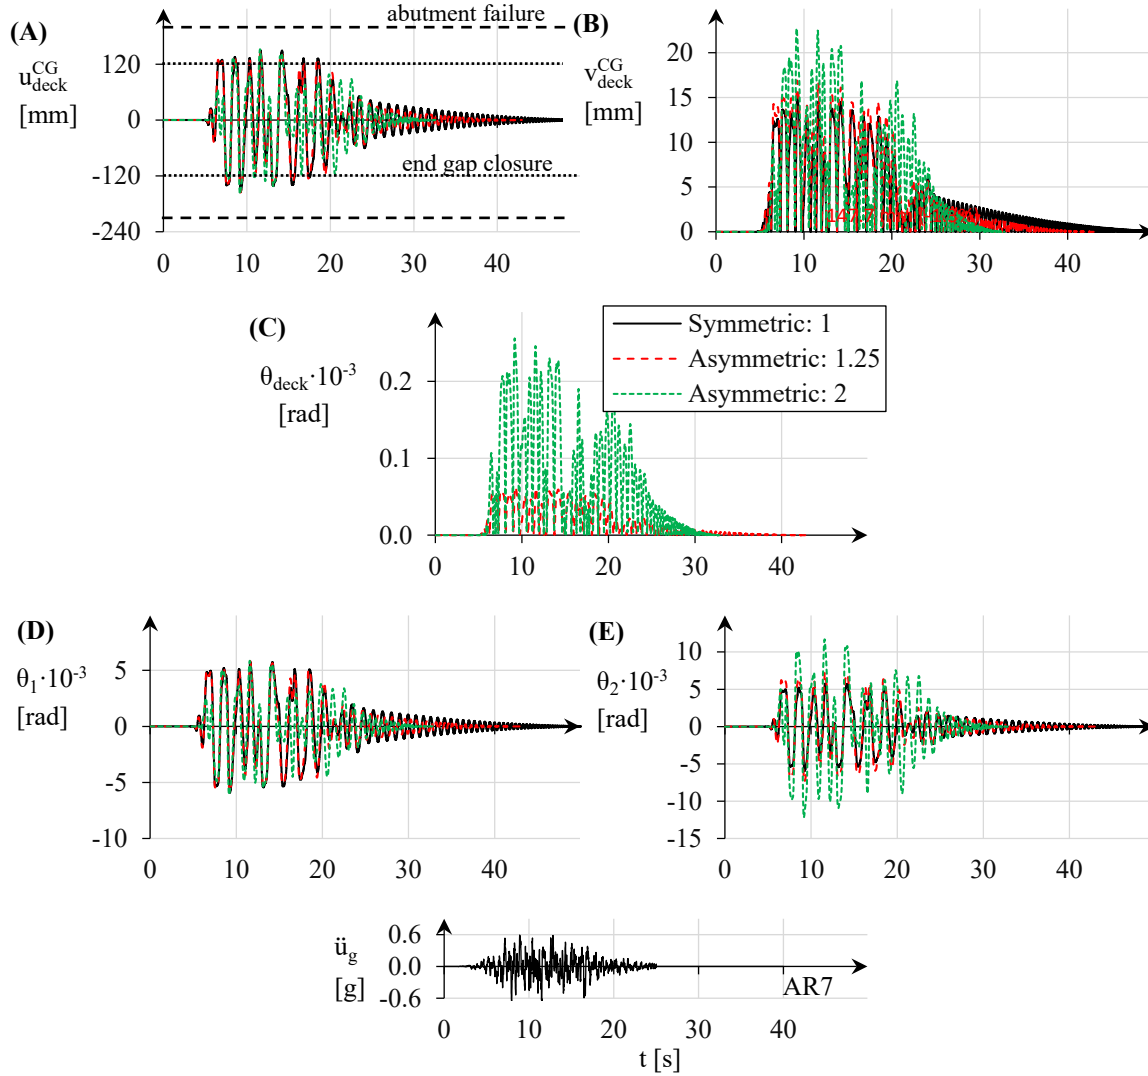 (A)
abutment failure
u_deck^CG
[mm]
120
0
-120
-240
end gap closure
0 10 20 30 40
(B)
v_deck^CG
[mm]
20
15
10
5
0
0 10 20 30 40
(C)
θ_deck·10⁻³
[rad]
0.2
0.1
0.0
0 10 20 30 40
Symmetric: 1
Asymmetric: 1.25
Asymmetric: 2
(D)
θ₁·10⁻³
[rad]
5
0
-5
-10
0 10 20 30 40
(E)
θ₂·10⁻³
[rad]
10
5
0
-5
-10
-15
0 10 20 30 40
ü_g
[g]
0.6
0.0
-0.6
AR7
0 10 20 30 40
t [s]